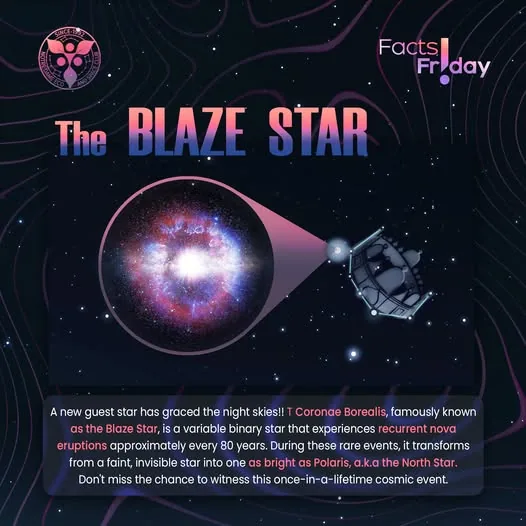 SINCE 1993
Facts!
Fr!day
The BLAZE STAR
A new guest star has graced the night skies!! T Coronae Borealis, famously known
as the Blaze Star, is a variable binary star that experiences recurrent nova
eruptions approximately every 80 years. During these rare events, it transforms
from a faint, invisible star into one as bright as Polaris, a.k.a the North Star.
Don't miss the chance to witness this once-in-a-lifetime cosmic event.